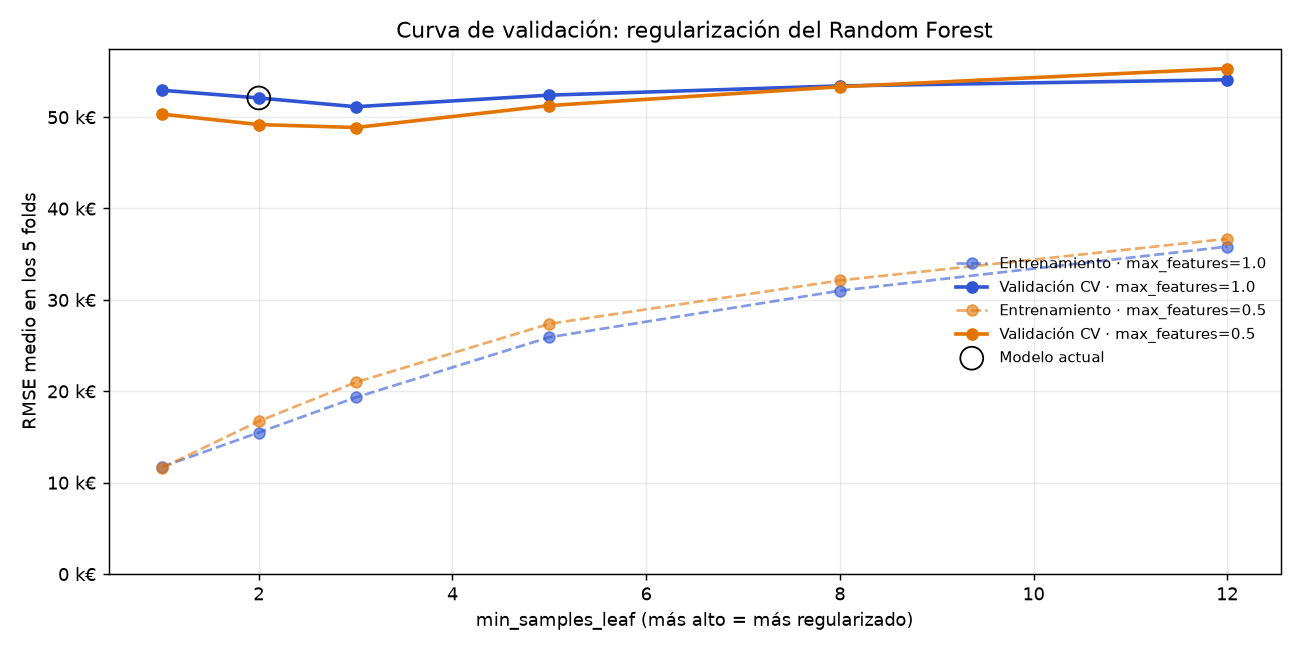 Curva de validación: regularización del Random Forest
RMSE medio en los 5 folds
50 k€
40 k€
30 k€
20 k€
10 k€
0 k€
Entrenamiento · max_features=1.0
Validación CV · max_features=1.0
Entrenamiento · max_features=0.5
Validación CV · max_features=0.5
Modelo actual
2 4 6 8 10 12
min_samples_leaf (más alto = más regularizado)